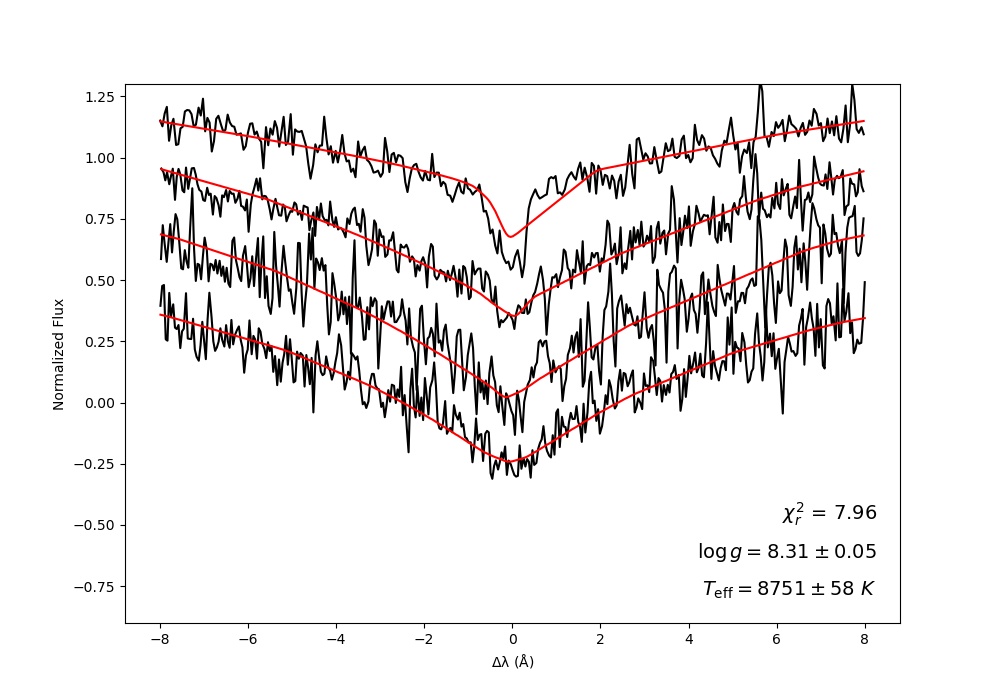 1.25
1.00
0.75
0.50
0.25
0.00
−0.25
−0.50
−0.75
Normalized Flux
χ²ᵣ = 7.96
log g = 8.31 ± 0.05
T_eff = 8751 ± 58 K
−8 −6 −4 −2 0 2 4 6 8
Δλ (Å)